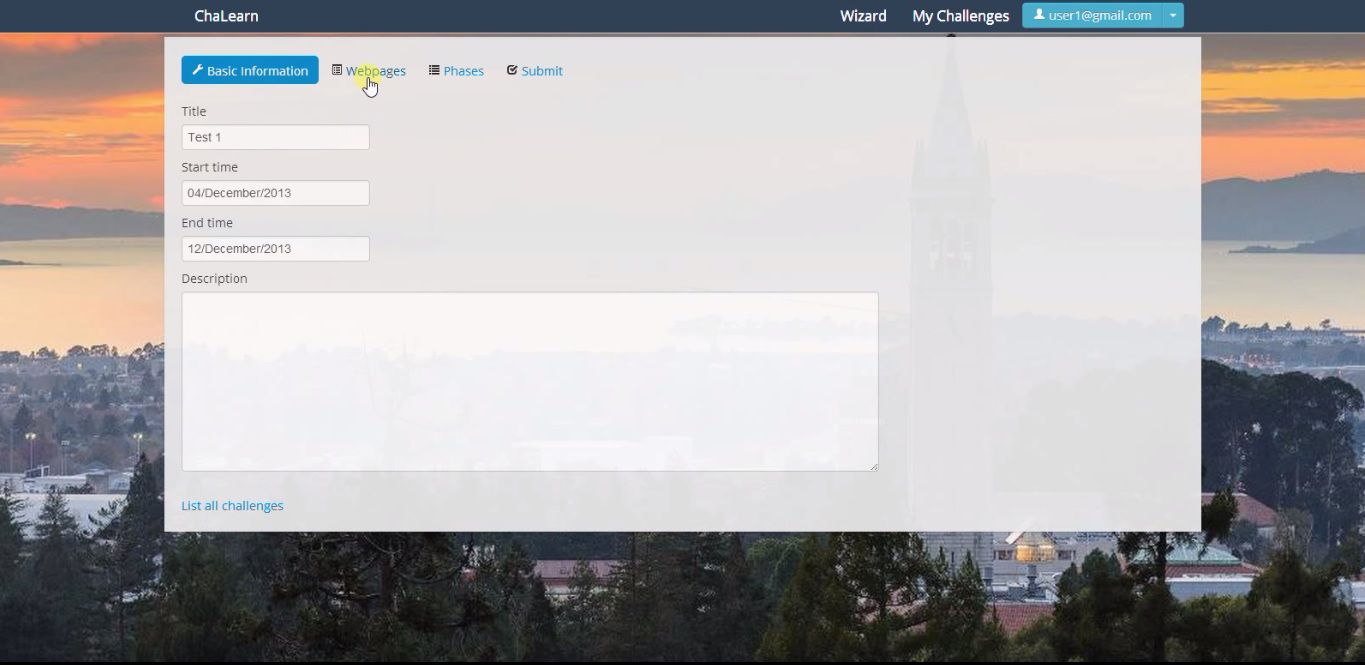 ChaLearn Wizard My Challenges user1@gmail.com
Basic Information Webpages Phases Submit
Title
Test 1
Start time
04/December/2013
End time
12/December/2013
Description
List all challenges